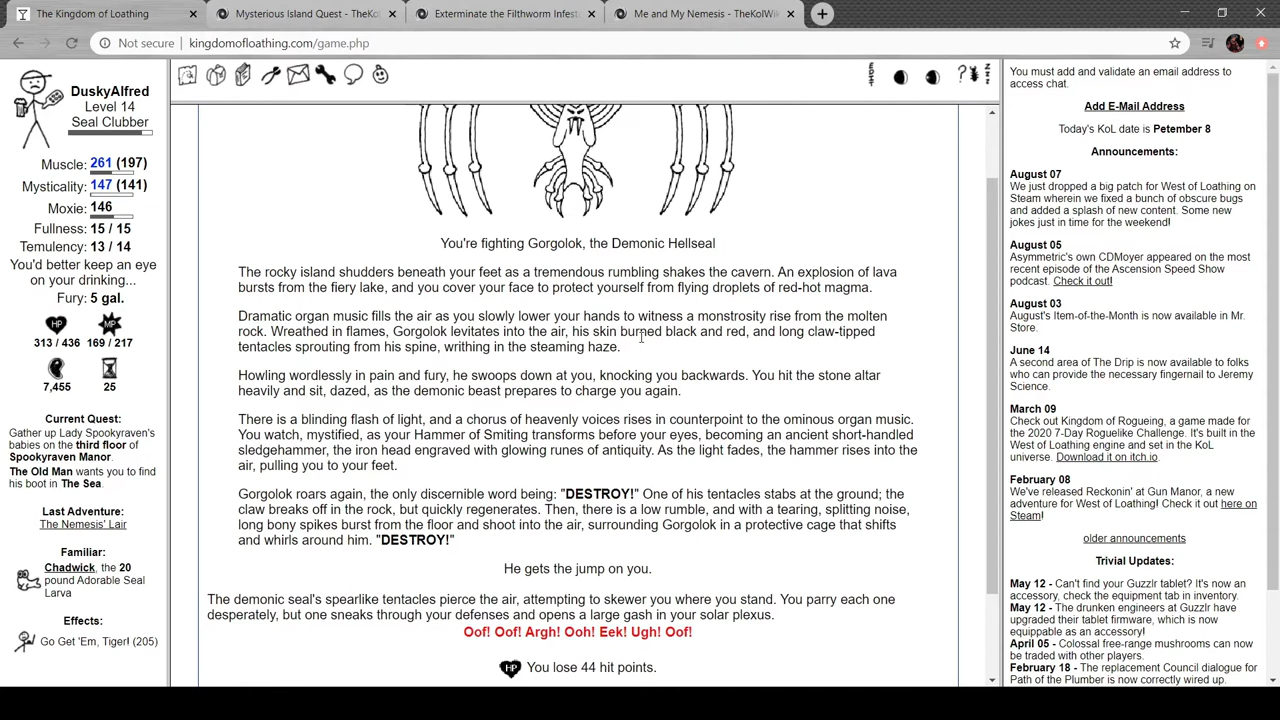 The Kingdom of Loathing
Mysterious Island Quest - TheKol
Exterminate the Filthworm Infest
Me and My Nemesis - TheKolWik
Not secure | kingdomofloathing.com/game.php
DuskyAlfred
Level 14
Seal Clubber
Muscle: 261 (197)
Mysticality: 147 (141)
Moxie: 146
Fullness: 15 / 15
Temulency: 13 / 14
You'd better keep an eye
on your drinking...
Fury: 5 gal.
HP
MP
313 / 436
169 / 217
7,455
25
Current Quest:
Gather up Lady Spookyraven's
babies on the third floor of
Spookyraven Manor.
The Old Man wants you to find
his boot in The Sea.
Last Adventure:
The Nemesis' Lair
Familiar:
Chadwick, the 20
pound Adorable Seal
Larva
Effects:
Go Get 'Em, Tiger! (205)
You're fighting Gorgolok, the Demonic Hellseal
The rocky island shudders beneath your feet as a tremendous rumbling shakes the cavern. An explosion of lava
bursts from the fiery lake, and you cover your face to protect yourself from flying droplets of red-hot magma.
Dramatic organ music fills the air as you slowly lower your hands to witness a monstrosity rise from the molten
rock. Wreathed in flames, Gorgolok levitates into the air, his skin burned black and red, and long claw-tipped
tentacles sprouting from his spine, writhing in the steaming haze.
Howling wordlessly in pain and fury, he swoops down at you, knocking you backwards. You hit the stone altar
heavily and sit, dazed, as the demonic beast prepares to charge you again.
There is a blinding flash of light, and a chorus of heavenly voices rises in counterpoint to the ominous organ music.
You watch, mystified, as your Hammer of Smiting transforms before your eyes, becoming an ancient short-handled
sledgehammer, the iron head engraved with glowing runes of antiquity. As the light fades, the hammer rises into the
air, pulling you to your feet.
Gorgolok roars again, the only discernible word being: "DESTROY!" One of his tentacles stabs at the ground; the
claw breaks off in the rock, but quickly regenerates. Then, there is a low rumble, and with a tearing, splitting noise,
long bony spikes burst from the floor and shoot into the air, surrounding Gorgolok in a protective cage that shifts
and whirls around him. "DESTROY!"
He gets the jump on you.
The demonic seal's spearlike tentacles pierce the air, attempting to skewer you where you stand. You parry each one
desperately, but one sneaks through your defenses and opens a large gash in your solar plexus.
Oof! Oof! Argh! Ooh! Eek! Ugh! Oof!
HP You lose 44 hit points.
You must add and validate an email address to
access chat.
Add E-Mail Address
Today's KoL date is Petember 8
Announcements:
August 07
We just dropped a big patch for West of Loathing on
Steam wherein we fixed a bunch of obscure bugs
and added a splash of new content. Some new
jokes just in time for the weekend!
August 05
Asymmetric's own CDMoyer appeared on the most
recent episode of the Ascension Speed Show
podcast. Check it out!
August 03
August's Item-of-the-Month is now available in Mr.
Store.
June 14
A second area of The Drip is now available to folks
who can provide the necessary fingernail to Jeremy
Science.
March 09
Check out Kingdom of Rogueing, a game made for
the 2020 7-Day Roguelike Challenge. It's built in the
West of Loathing engine and set in the KoL
universe. Download it on itch io.
February 08
We've released Reckonin' at Gun Manor, a new
adventure for West of Loathing! Check it out here on
Steam!
older announcements
Trivial Updates:
May 12 - Can't find your Guzzlr tablet? It's now an
accessory, check the equipment tab in inventory.
May 12 - The drunken engineers at Guzzlr have
upgraded their tablet firmware, which is now
equippable as an accessory!
April 05 - Colossal free-range mushrooms can now
be traded with other players.
February 18 - The replacement Council dialogue for
Path of the Plumber is now correctly wired up.